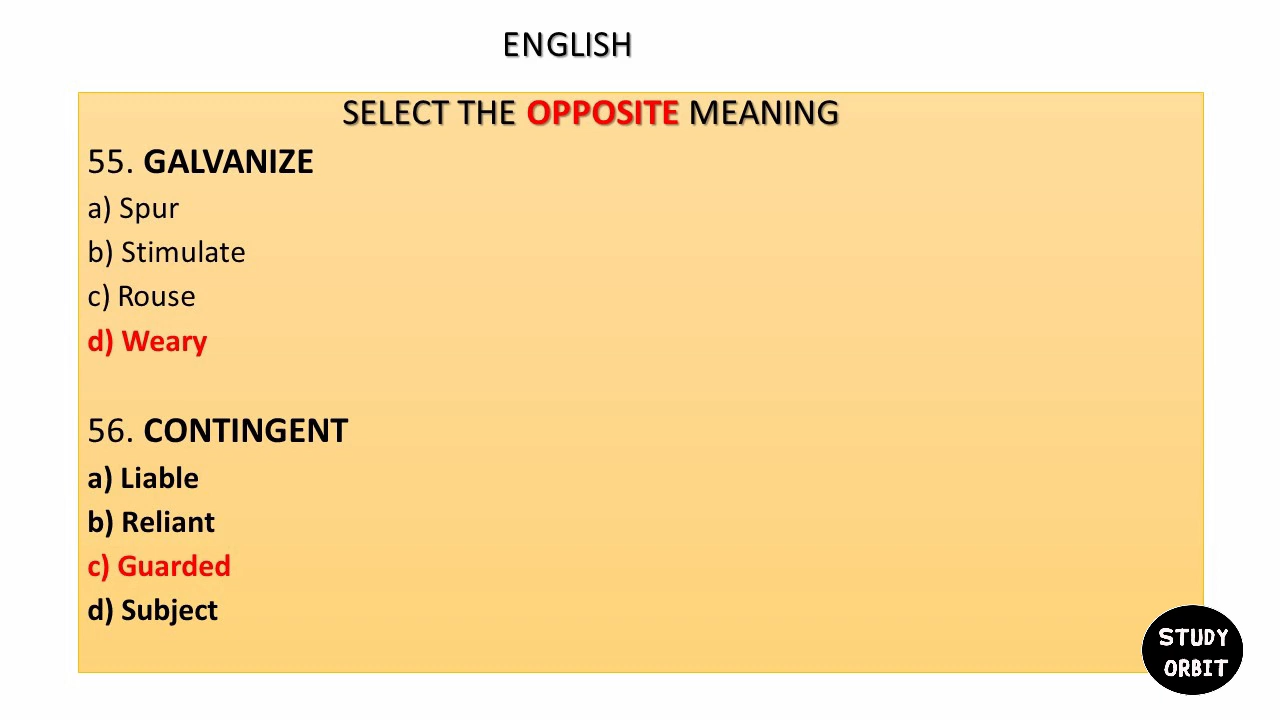 ENGLISH
SELECT THE OPPOSITE MEANING
55. GALVANIZE
a) Spur
b) Stimulate
c) Rouse
d) Weary
56. CONTINGENT
a) Liable
b) Reliant
c) Guarded
d) Subject
STUDY
ORBIT